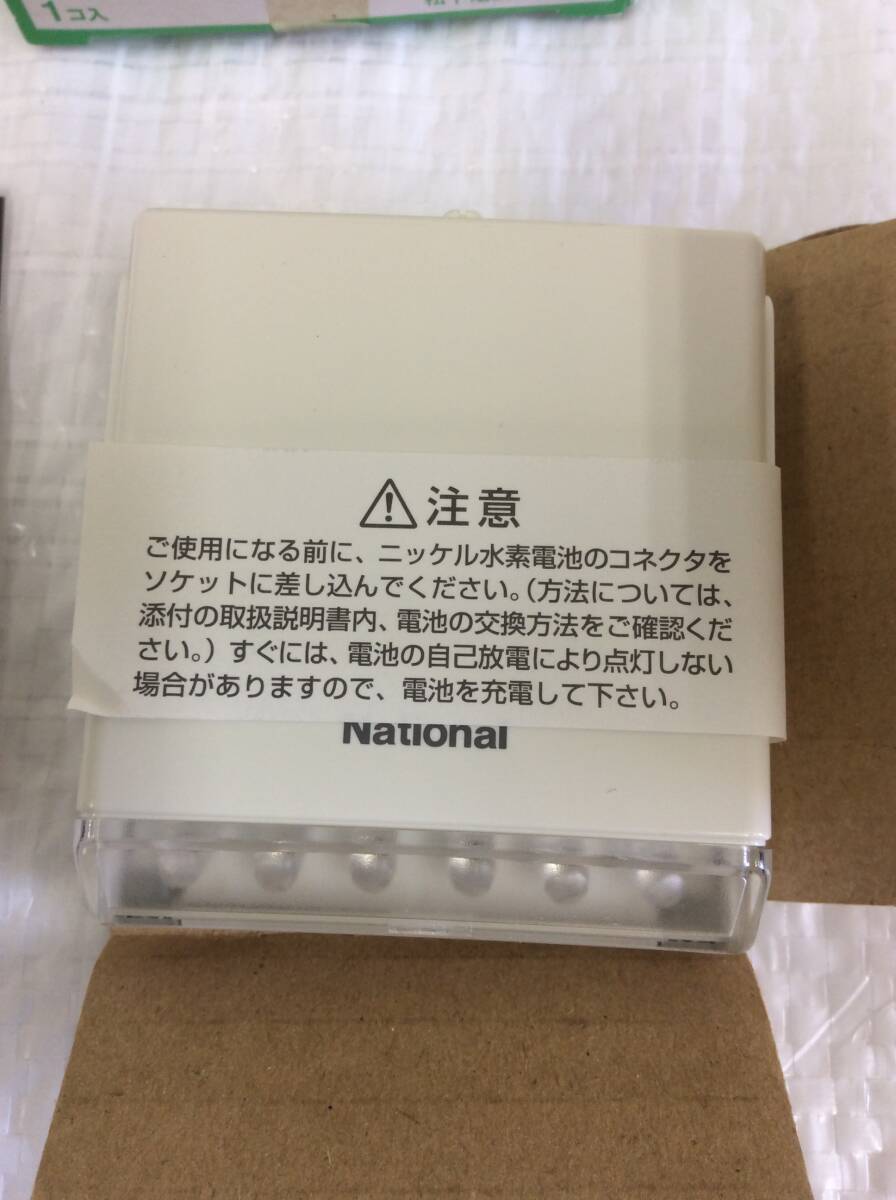 1コ入
注意
ご使用になる前に、ニッケル水素電池のコネクタを
ソケットに差し込んでください。(方法については、
添付の取扱説明書内、電池の交換方法をご確認くだ
さい。)すぐには、電池の自己放電により点灯しない
場合がありますので、電池を充電して下さい。
National